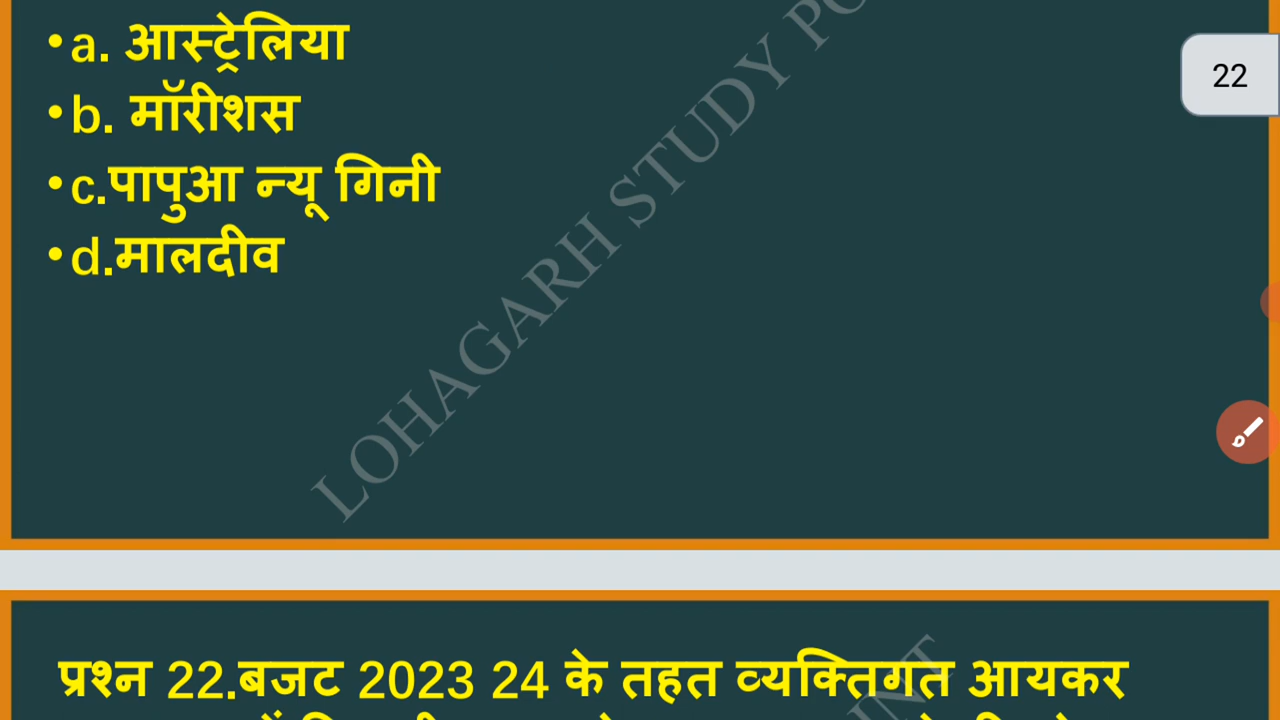 •a. आस्ट्रेलिया
•b. मॉरीशस
•c.पापुआ न्यू गिनी
•d.मालदीव
22
LOHAGARH STUDY
प्रश्न 22.बजट 2023 24 के तहत व्यक्तिगत आयकर